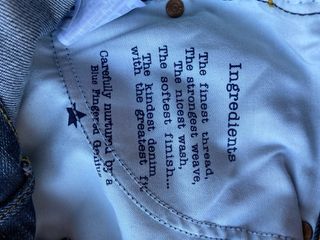 Ingredients
The finest thread,
The strongest weave,
The nicest wash,
The softest finish...
The kindest denim
with the greatest
Carefully nurtured by a
Blue Fingered